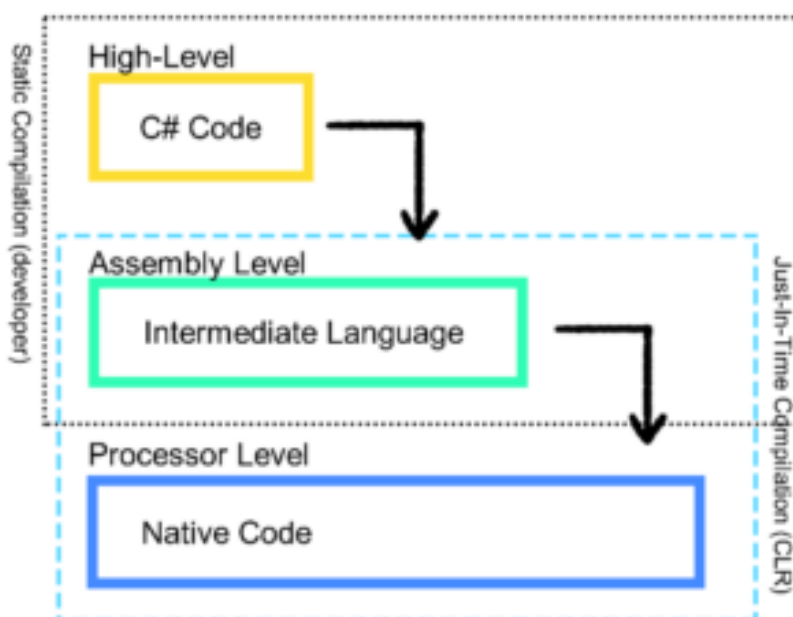 High-Level
C# Code
Static Compilation (developer)
Assembly Level
Intermediate Language
Just-In-Time Compilation (CLR)
Processor Level
Native Code